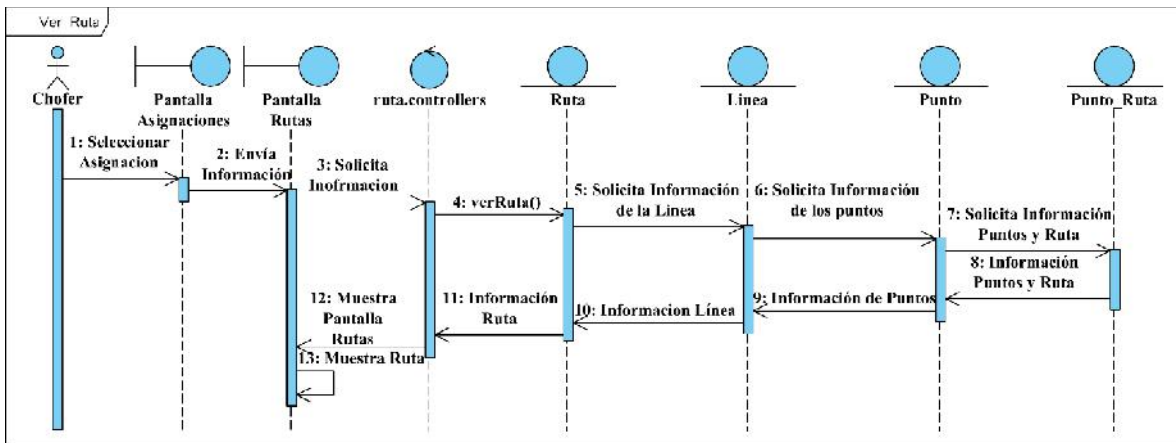 Ver_Ruta
Chofer
Pantalla
Asignaciones
Pantalla
Rutas
ruta.controllers
Ruta
Linea
Punto
Punto_Ruta
1: Seleccionar
Asignacion
2: Envía
Información
3: Solicita
Inofrmacion
4: verRuta()
5: Solicita Información
de la Linea
6: Solicita Información
de los puntos
7: Solicita Información
Puntos y Ruta
8: Información
Puntos y Ruta
9: Información de Puntos
10: Informacion Línea
11: Información
Ruta
12: Muestra
Pantalla
Rutas
13: Muestra Ruta